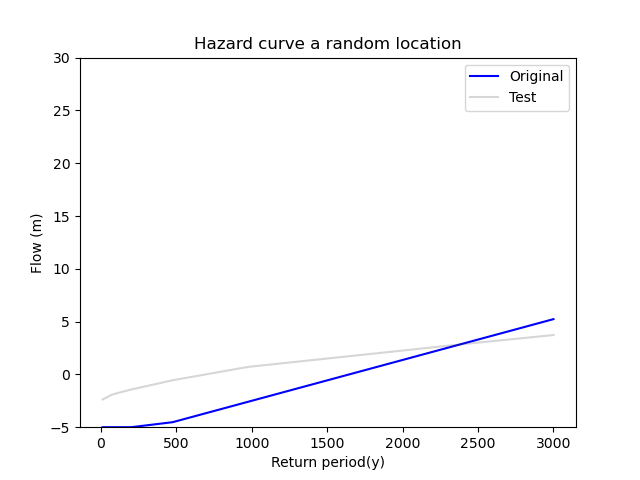 Hazard curve a random location
30
25
20
15
10
5
0
−5
Flow (m)
Original
Test
0 500 1000 1500 2000 2500 3000
Return period(y)